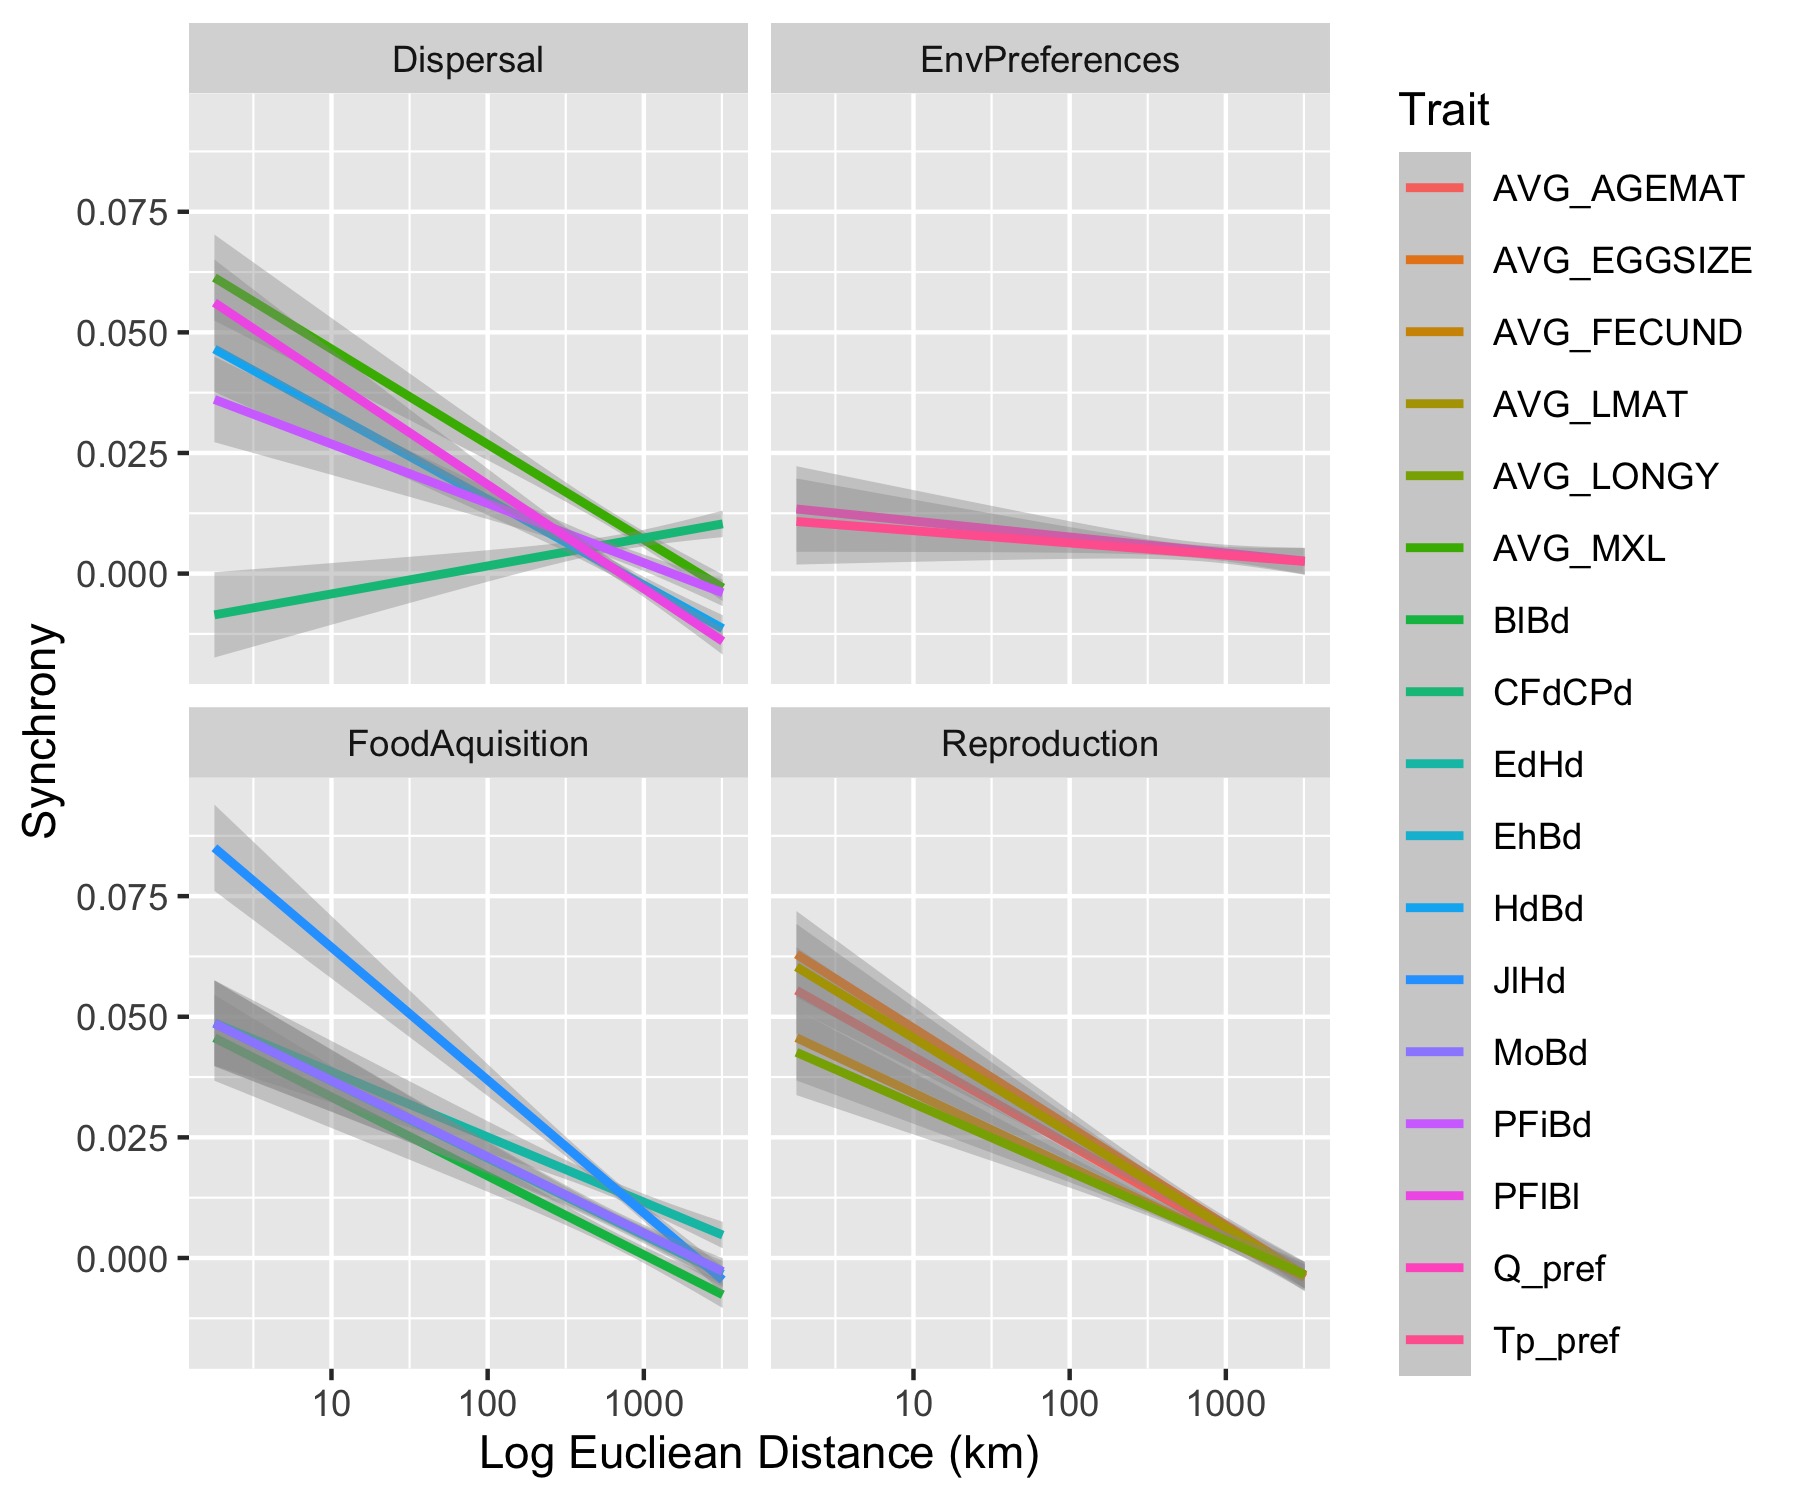 Dispersal
EnvPreferences
0.075
0.050
0.025
0.000
FoodAquisition
Reproduction
0.075
0.050
0.025
0.000
10
100
1000
10
100
1000
Synchrony
Log Eucliean Distance (km)
Trait
AVG_AGEMAT
AVG_EGGSIZE
AVG_FECUND
AVG_LMAT
AVG_LONGY
AVG_MXL
BlBd
CFdCPd
EdHd
EhBd
HdBd
JlHd
MoBd
PFiBd
PFlBl
Q_pref
Tp_pref